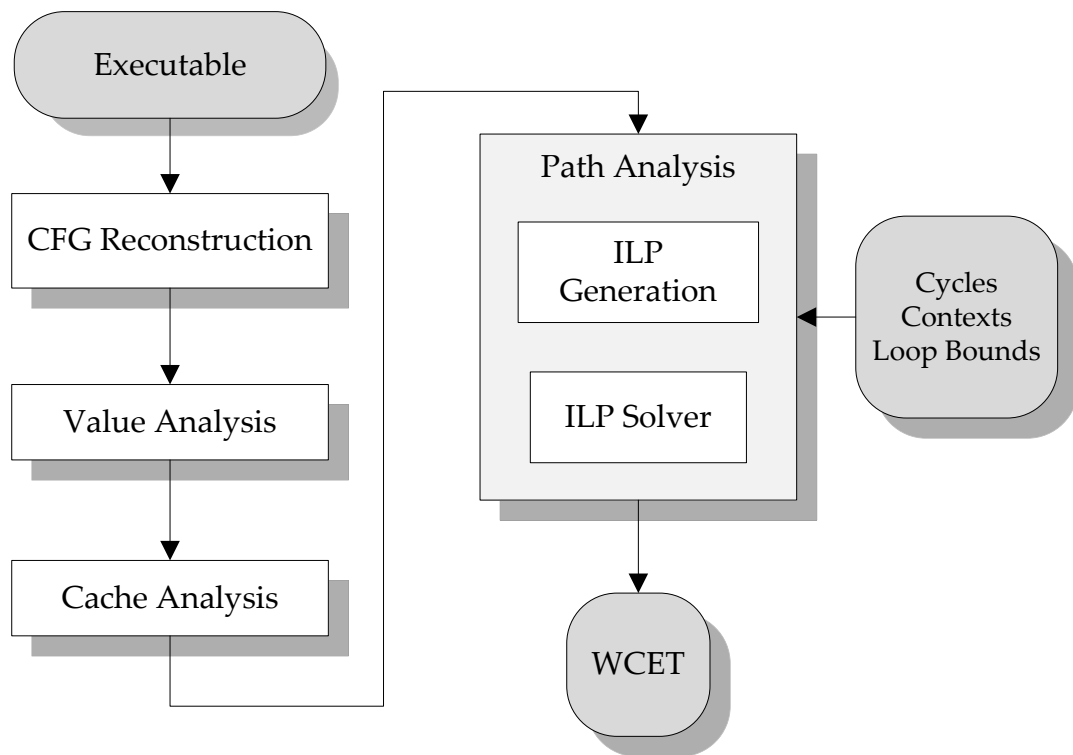 Executable
CFG Reconstruction
Value Analysis
Cache Analysis
Path Analysis
ILP
Generation
ILP Solver
Cycles
Contexts
Loop Bounds
WCET